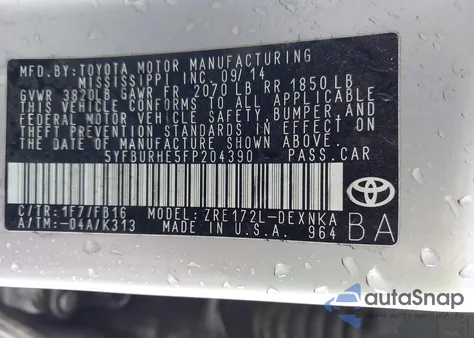 MFD.BY:TOYOTA MOTOR MANUFACTURING
MISSISSIPPI INC. 09/14
GVWR 3820LB GAWR FR 2070 LB RR 1850 LB
THIS VEHICLE CONFORMS TO ALL APPLICABLE
FEDERAL MOTOR VEHICLE SAFETY, BUMPER, AND
THEFT PREVENTION STANDARDS IN EFFECT ON
THE DATE OF MANUFACTURE SHOWN ABOVE.
5YFBURHE5FP204390 PASS.CAR
C/TR:1F7/FB16 MODEL: ZRE172L-DEXNKA
A/TM:-04A/K313 MADE IN U.S.A. 964
BA
autoSnap
by carfast.express